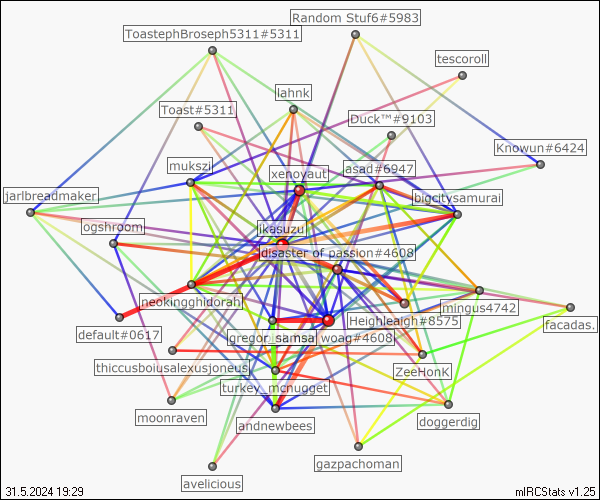 Random Stuf6#5983
ToastephBroseph5311#5311
tescoroll
lahnk
Toast#5311
Duck™#9103
Knowun#6424
mukszi
xenoyaut
asad#6947
jarlbreadmaker
bigcitysamurai
ogshroom
ikasuzu
disaster of passion#4608
neokingghidorah
mingus4742
default#0617
gregor_samsa
woag#4608
Heighleaigh#8575
facadas.
thiccusboiusalexusjoneus
ZeeHonK
turkey_mcnugget
moonraven
andnewbees
doggerdig
gazpachoman
avelicious
31.5.2024 19:29
mIRCStats v1.25